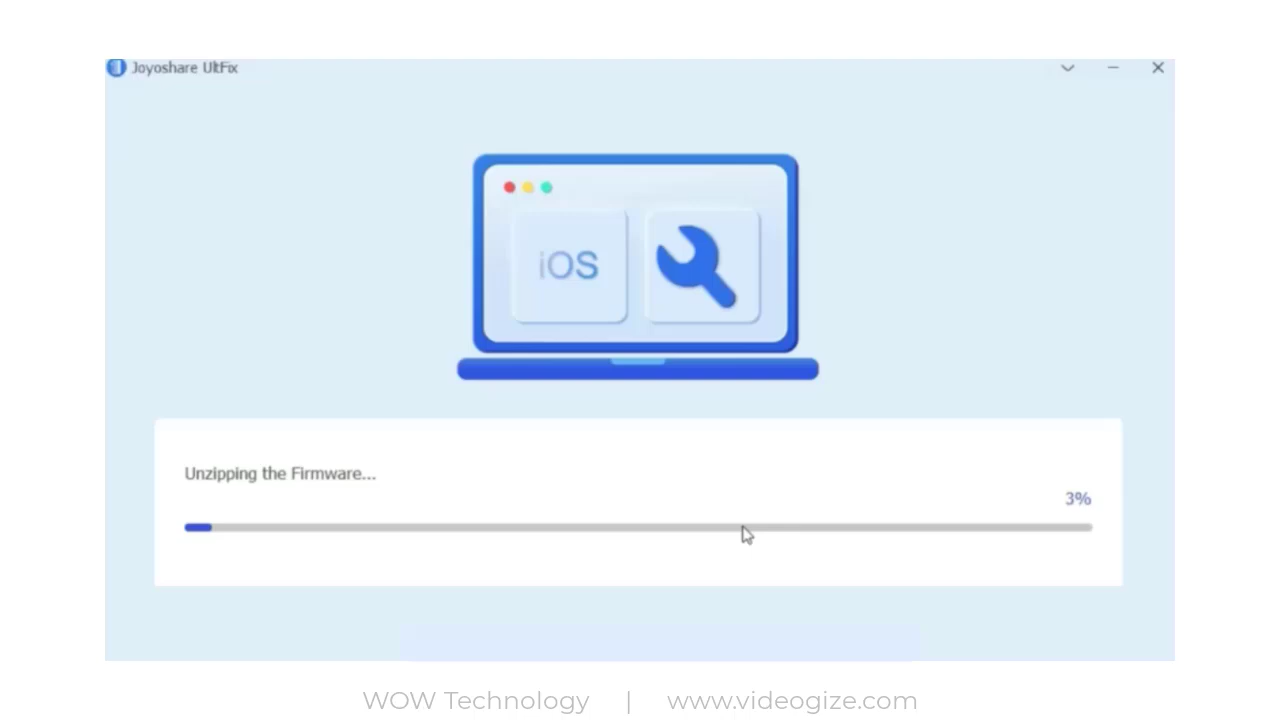 Joyoshare UltFix
iOS
Unzipping the Firmware...
3%
WOW Technology | www.videogize.com